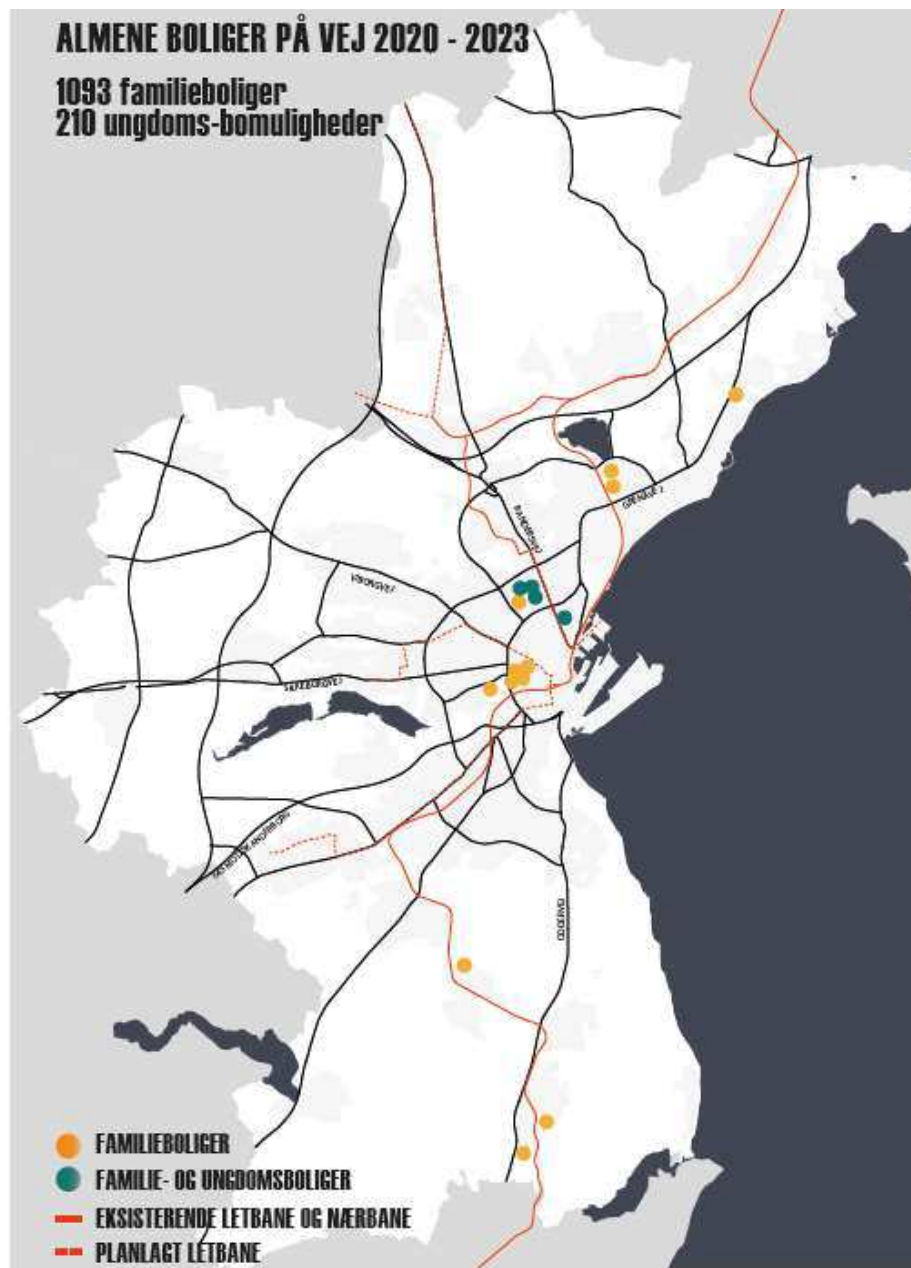 ALMENE BOLIGER PÅ VEJ 2020 - 2023
1093 familieboliger
210 ungdoms-bomuligheder
GRENÅVEJ
RANDERSVEJ
VIBORGVEJ
SILKEBORGVEJ
ODDERVEJ
FAMILIEBOLIGER
FAMILIE- OG UNGDOMSBOLIGER
EKSISTERENDE LETBANE OG NÆRBANE
PLANLAGT LETBANE